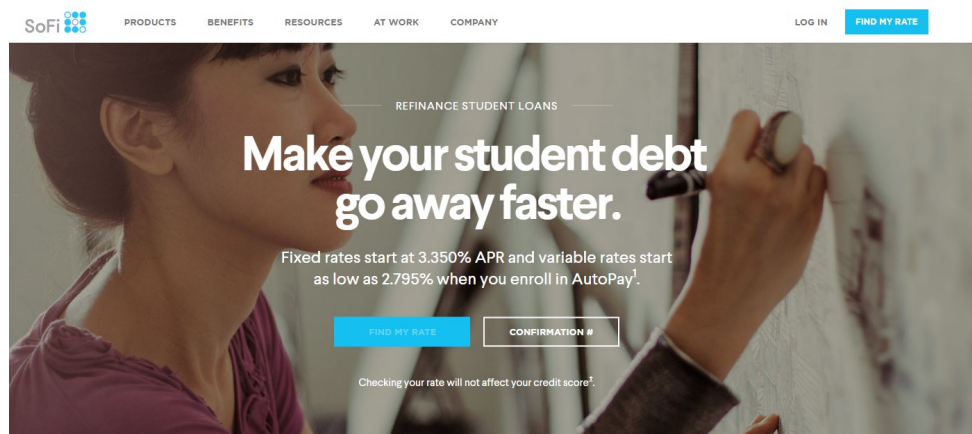 SoFi
PRODUCTS BENEFITS RESOURCES AT WORK COMPANY LOG IN FIND MY RATE
REFINANCE STUDENT LOANS
Make your student debt
go away faster.
Fixed rates start at 3.350% APR and variable rates start
as low as 2.795% when you enroll in AutoPay¹.
FIND MY RATE CONFIRMATION #
Checking your rate will not affect your credit score†.